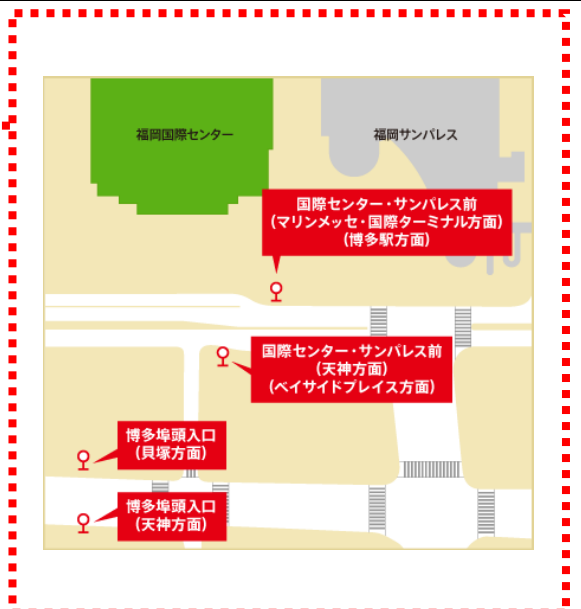 福岡国際センター
福岡サンパレス
国際センター・サンパレス前
(マリンメッセ・国際ターミナル方面)
(博多駅方面)
国際センター・サンパレス前
(天神方面)
(ベイサイドプレイス方面)
博多埠頭入口
(貝塚方面)
博多埠頭入口
(天神方面)